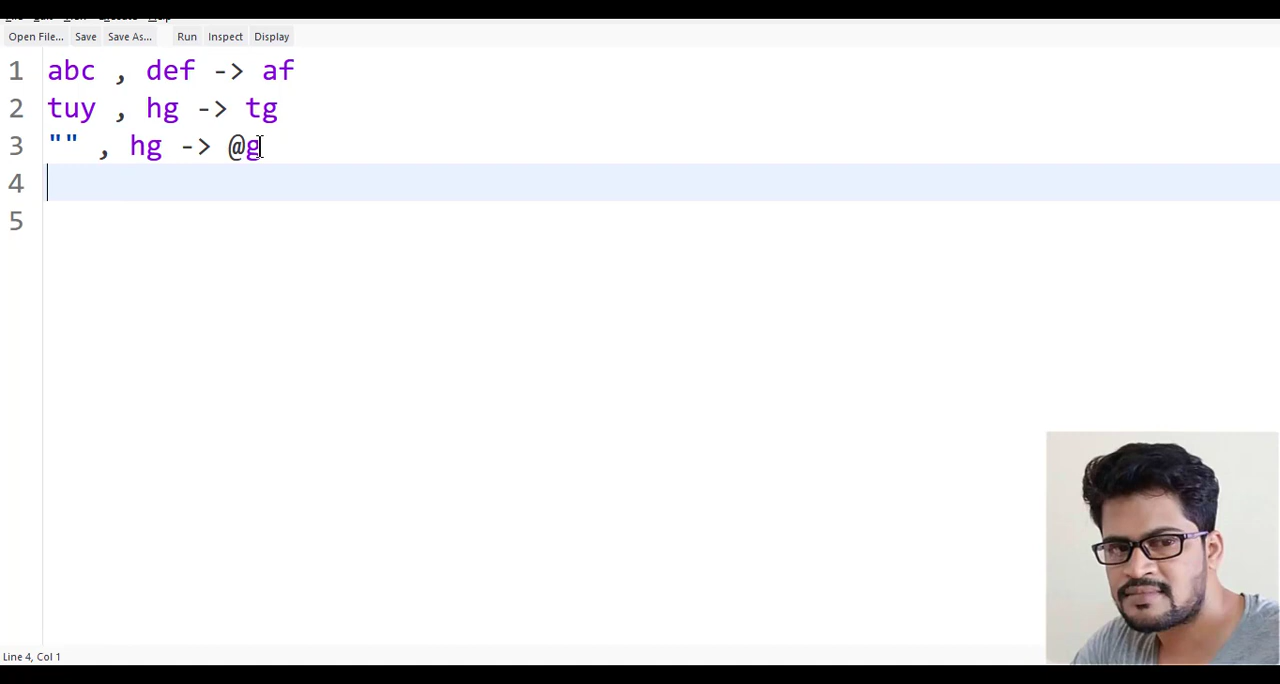 Open File... Save Save As... Run Inspect Display
1 abc , def -> af
2 tuy , hg -> tg
3 "" , hg -> @g
4
5
Line 4, Col 1